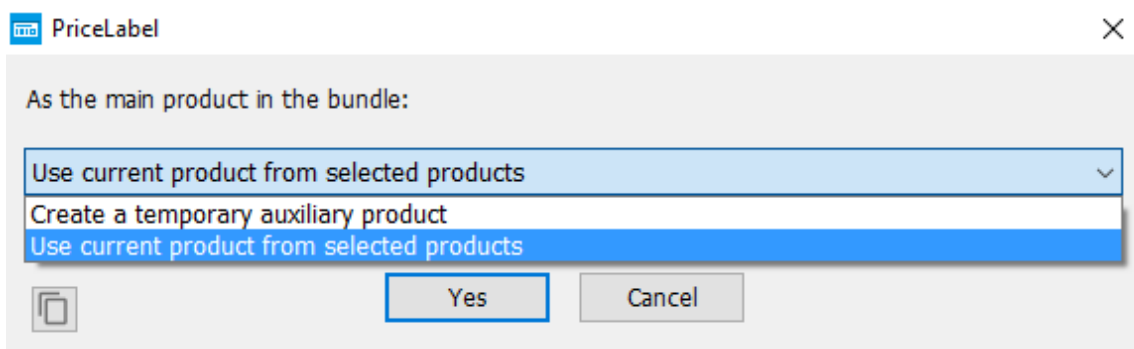 PriceLabel
As the main product in the bundle:
Use current product from selected products
Create a temporary auxiliary product
Use current product from selected products
Yes Cancel